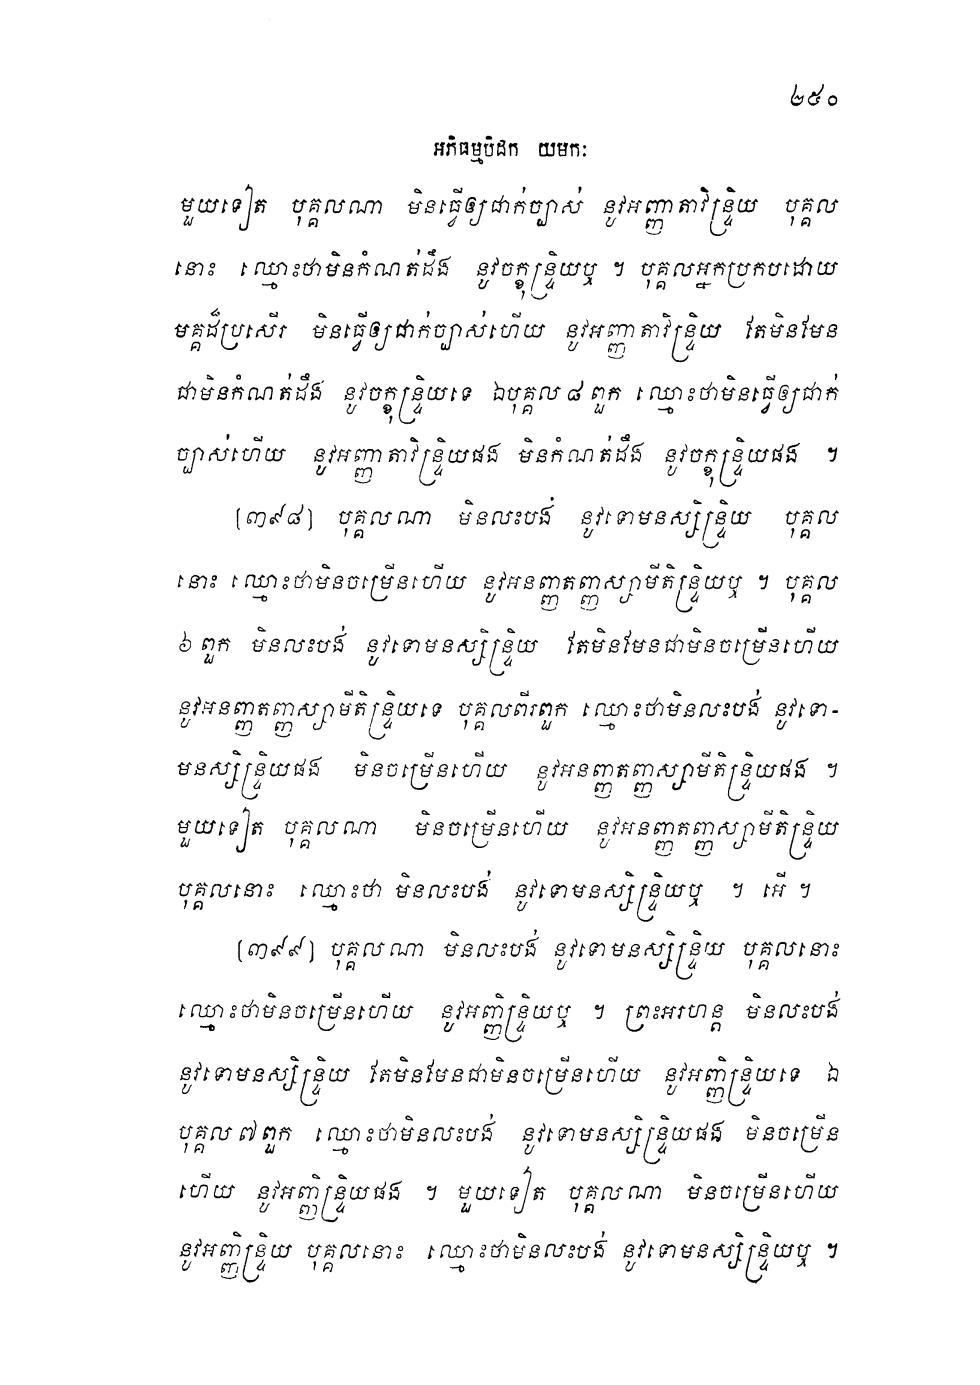 ២៥០
អភិធម្មបិដក យមកៈ
មួយទៀត បុគ្គលណា មិនធ្វើឲ្យជាក់ច្បាស់ នូវអញ្ញាតាវិន្ទ្រិយ បុគ្គល
នោះ ឈ្មោះថាមិនកំណត់ដឹង នូវចក្ខុន្ទ្រិយឬ ។ បុគ្គលអ្នកប្រកបដោយ
មគ្គដ៏ប្រសើរ មិនធ្វើឲ្យជាក់ច្បាស់ហើយ នូវអញ្ញាតាវិន្ទ្រិយ តែមិនមែន
ជាមិនកំណត់ដឹង នូវចក្ខុន្ទ្រិយទេ ឯបុគ្គល ៨ ពួក ឈ្មោះថាមិនធ្វើឲ្យជាក់
ច្បាស់ហើយ នូវអញ្ញាតាវិន្ទ្រិយផង មិនកំណត់ដឹង នូវចក្ខុន្ទ្រិយផង ។
(៣៩៨) បុគ្គលណា មិនលះបង់ នូវទោមនស្សិន្ទ្រិយ បុគ្គល
នោះ ឈ្មោះថាមិនចម្រើនហើយ នូវអនញ្ញតញ្ញស្សាមីតិន្ទ្រិយឬ ។ បុគ្គល
៦ ពួក មិនលះបង់ នូវទោមនស្សិន្ទ្រិយ តែមិនមែនជាមិនចម្រើនហើយ
នូវអនញ្ញតញ្ញស្សាមីតិន្ទ្រិយទេ បុគ្គលពីរពួក ឈ្មោះថាមិនលះបង់ នូវទោ-
មនស្សិន្ទ្រិយផង មិនចម្រើនហើយ នូវអនញ្ញតញ្ញស្សាមីតិន្ទ្រិយផង ។
មួយទៀត បុគ្គលណា មិនចម្រើនហើយ នូវអនញ្ញតញ្ញស្សាមីតិន្ទ្រិយ
បុគ្គលនោះ ឈ្មោះថា មិនលះបង់ នូវទោមនស្សិន្ទ្រិយឬ ។ អើ ។
(៣៩៩) បុគ្គលណា មិនលះបង់ នូវទោមនស្សិន្ទ្រិយ បុគ្គលនោះ
ឈ្មោះថាមិនចម្រើនហើយ នូវអញ្ញិន្ទ្រិយឬ ។ ព្រះអរហន្ត មិនលះបង់
នូវទោមនស្សិន្ទ្រិយ តែមិនមែនជាមិនចម្រើនហើយ នូវអញ្ញិន្ទ្រិយទេ ឯ
បុគ្គល ៧ ពួក ឈ្មោះថាមិនលះបង់ នូវទោមនស្សិន្ទ្រិយផង មិនចម្រើន
ហើយ នូវអញ្ញិន្ទ្រិយផង ។ មួយទៀត បុគ្គលណា មិនចម្រើនហើយ
នូវអញ្ញិន្ទ្រិយ បុគ្គលនោះ ឈ្មោះថាមិនលះបង់ នូវទោមនស្សិន្ទ្រិយឬ ។